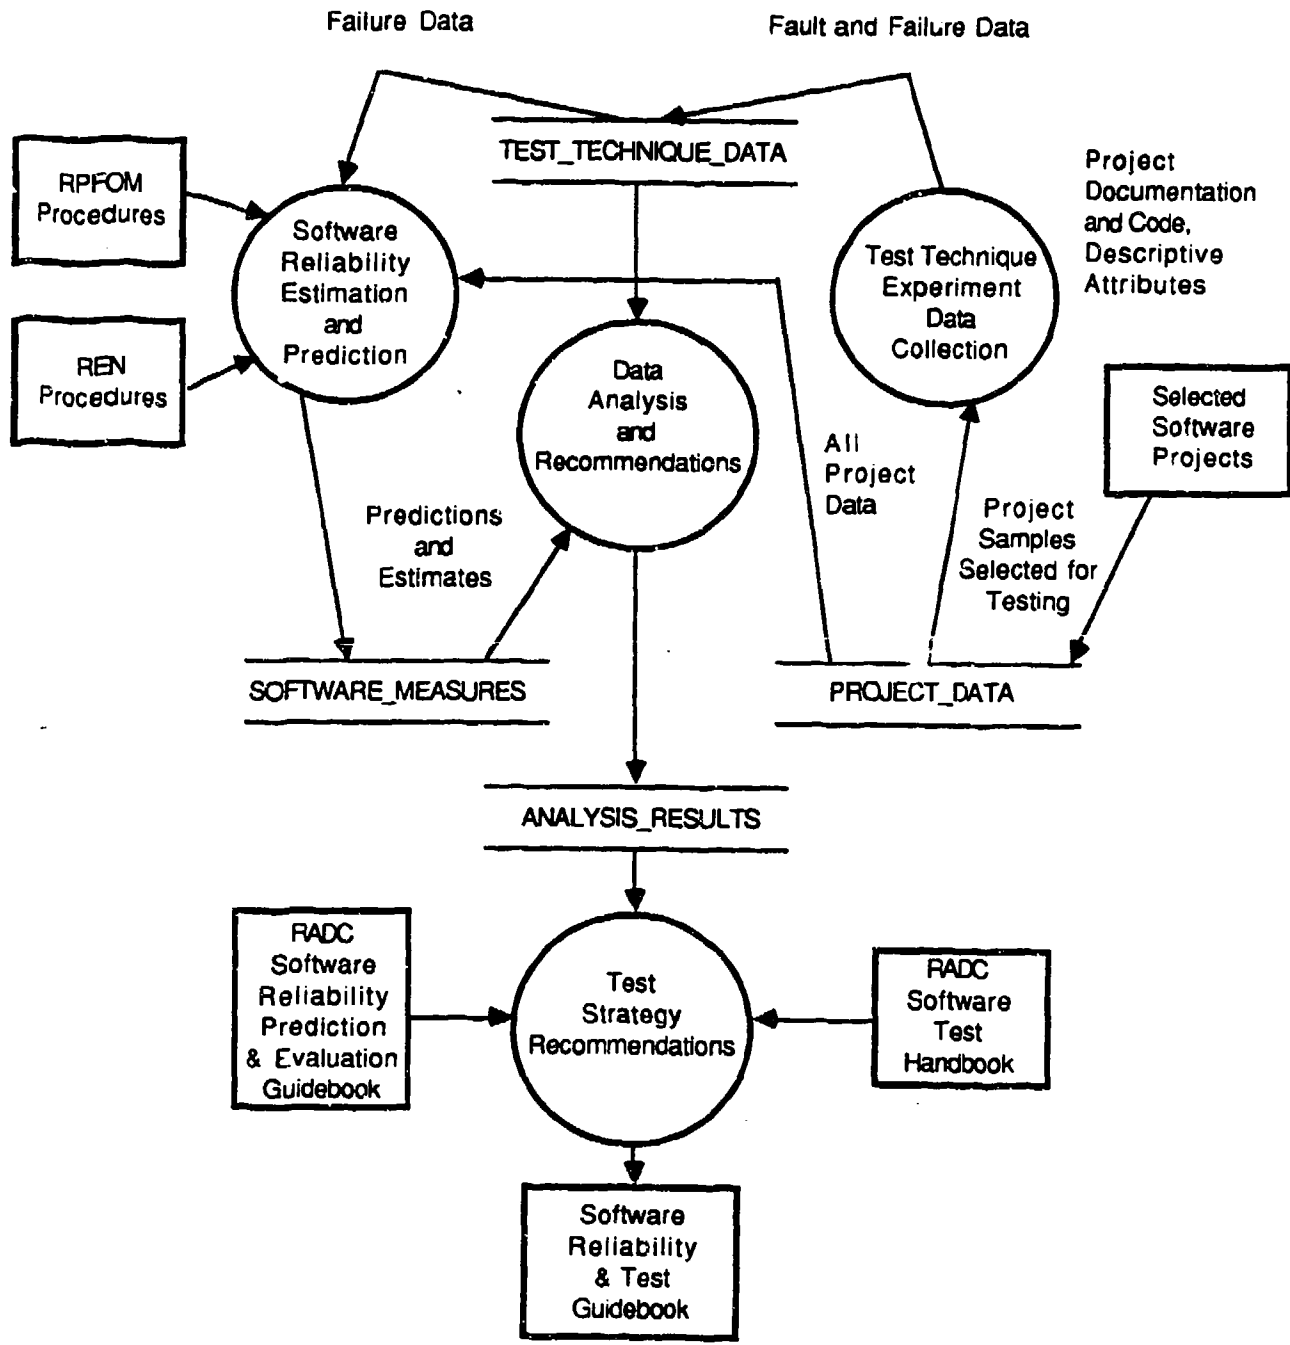 Failure Data
Fault and Failure Data
TEST_TECHNIQUE_DATA
RPFOM
Procedures
Software
Reliability
Estimation
and
Prediction
Test Technique
Experiment
Data
Collection
Project
Documentation
and Code,
Descriptive
Attributes
REN
Procedures
Data
Analysis
and
Recommendations
Selected
Software
Projects
All
Project
Data
Predictions
and
Estimates
Project
Samples
Selected for
Testing
SOFTWARE_MEASURES
PROJECT_DATA
ANALYSIS_RESULTS
RADC
Software
Reliability
Prediction
& Evaluation
Guidebook
Test
Strategy
Recommendations
RADC
Software
Test
Handbook
Software
Reliability
& Test
Guidebook